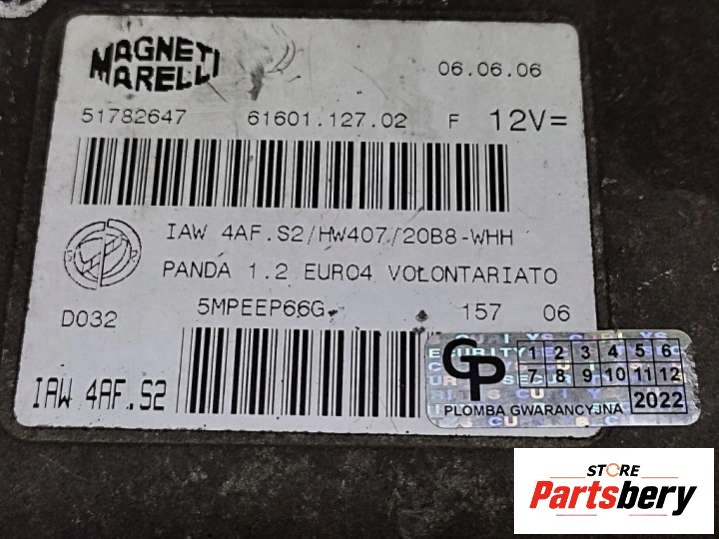 MAGNETI
MARELLI
06.06.06
51782647 61601.127.02 F 12V=
IAW 4AF.S2/HW407/20B8-WHH
PANDA 1.2 EURO4 VOLONTARIATO
5MPEEP66G 157 06
D032
IAW 4AF.S2
GP
1 2 3 4 5 6
7 8 9 10 11 12
PLOMBA GWARANCYJNA 2022
STORE
Partsbery